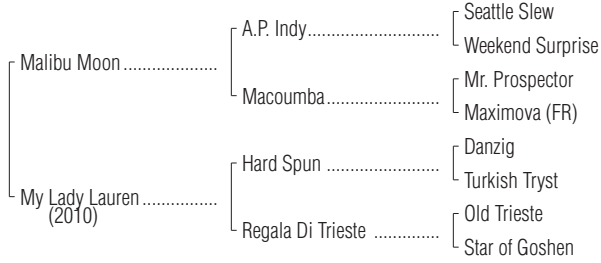 Seattle Slew
A.P. Indy..............................
Weekend Surprise
Malibu Moon ...................
Mr. Prospector
Macoumba.............................
Maximova (FR)
Danzig
Hard Spun .........................
Turkish Tryst
My Lady Lauren ...............
(2010)
Old Trieste
Regala Di Trieste ..............
Star of Goshen